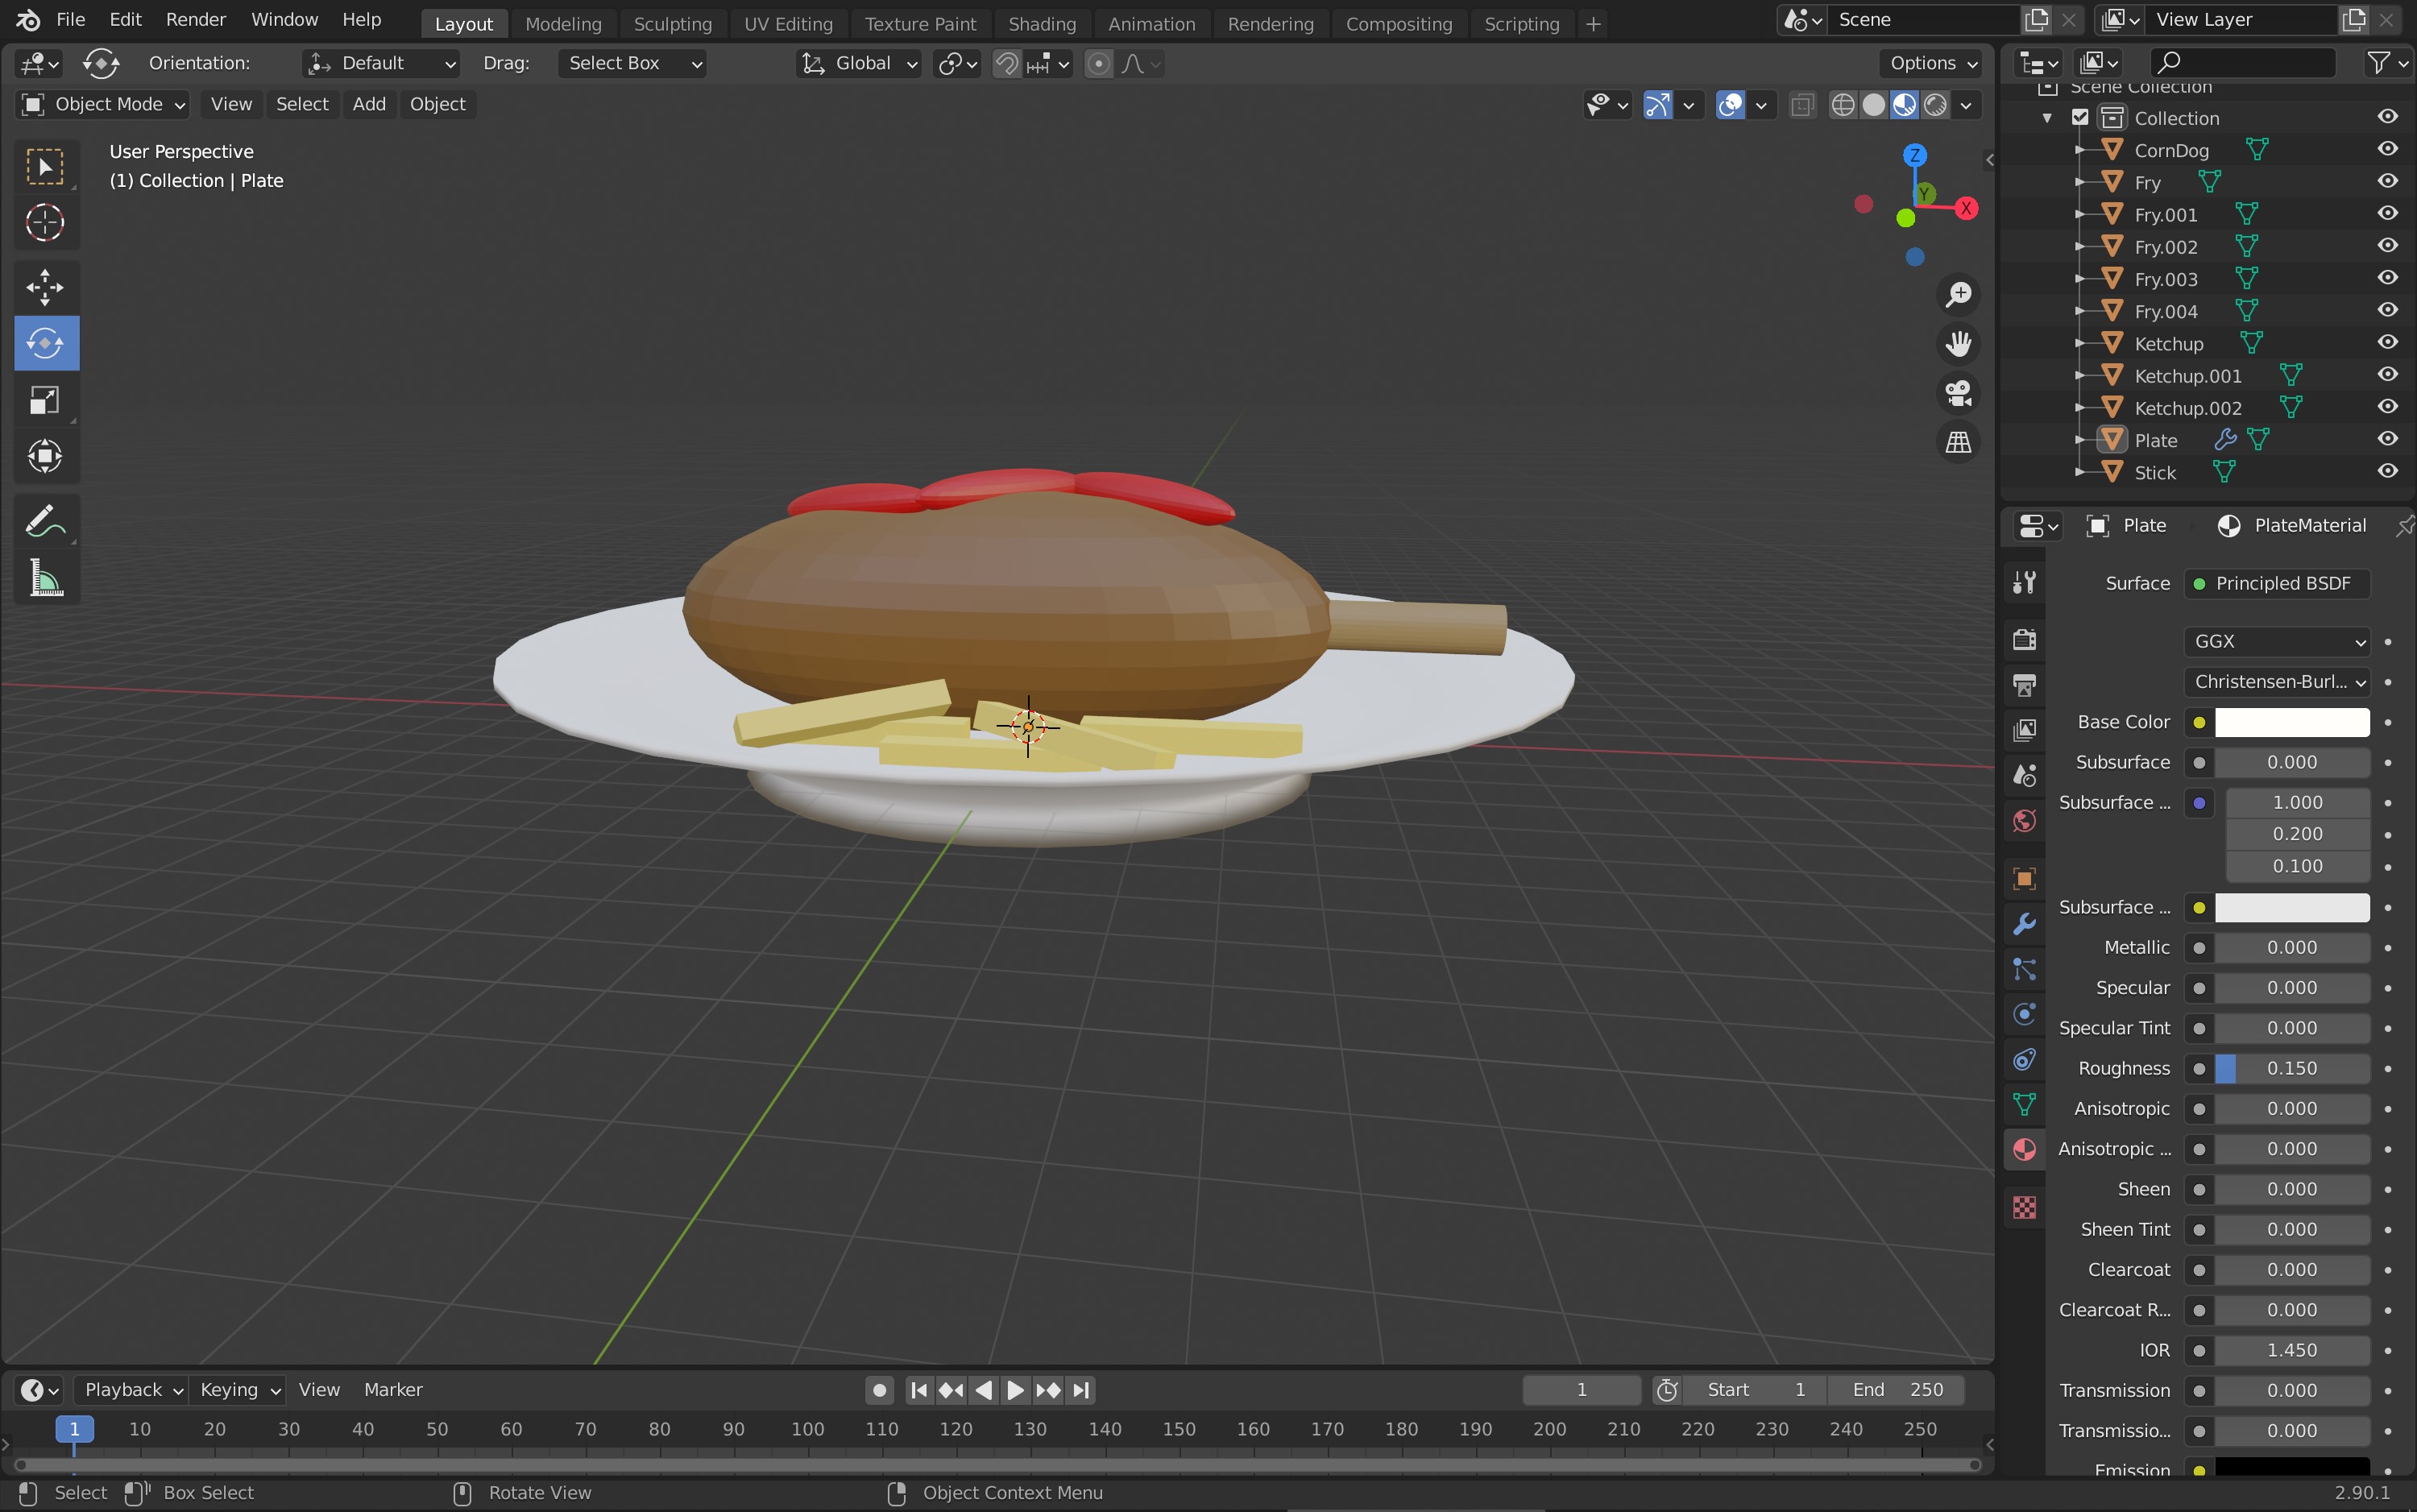 File Edit Render Window Help Layout Modeling Sculpting UV Editing Texture Paint Shading Animation Rendering Compositing Scripting Scene View Layer
Orientation: Default Drag: Select Box Global Options
Object Mode View Select Add Object
User Perspective
(1) Collection | Plate
Z
Y
X
Scene Collection
Collection
CornDog
Fry
Fry.001
Fry.002
Fry.003
Fry.004
Ketchup
Ketchup.001
Ketchup.002
Plate
Stick
Plate PlateMaterial
Surface Principled BSDF
GGX
Christensen-Burl...
Base Color
Subsurface 0.000
Subsurface ... 1.000
0.200
0.100
Subsurface ...
Metallic 0.000
Specular 0.000
Specular Tint 0.000
Roughness 0.150
Anisotropic 0.000
Anisotropic ... 0.000
Sheen 0.000
Sheen Tint 0.000
Clearcoat 0.000
Clearcoat R... 0.000
IOR 1.450
Transmission 0.000
Transmissio... 0.000
Emission
Playback Keying View Marker 1 Start 1 End 250
1 10 20 30 40 50 60 70 80 90 100 110 120 130 140 150 160 170 180 190 200 210 220 230 240 250
Select Box Select Rotate View Object Context Menu 2.90.1